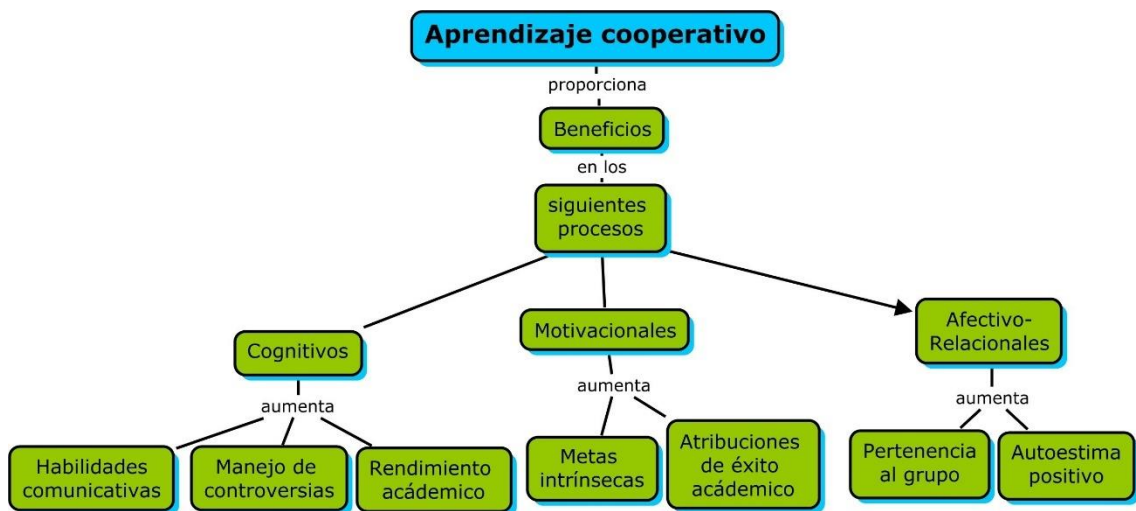 Aprendizaje cooperativo
proporciona
Beneficios
en los
siguientes
procesos
Cognitivos
Motivacionales
Afectivo-
Relacionales
aumenta
aumenta
aumenta
Habilidades
comunicativas
Manejo de
controversias
Rendimiento
acádemico
Metas
intrínsecas
Atribuciones
de éxito
acádemico
Pertenencia
al grupo
Autoestima
positivo